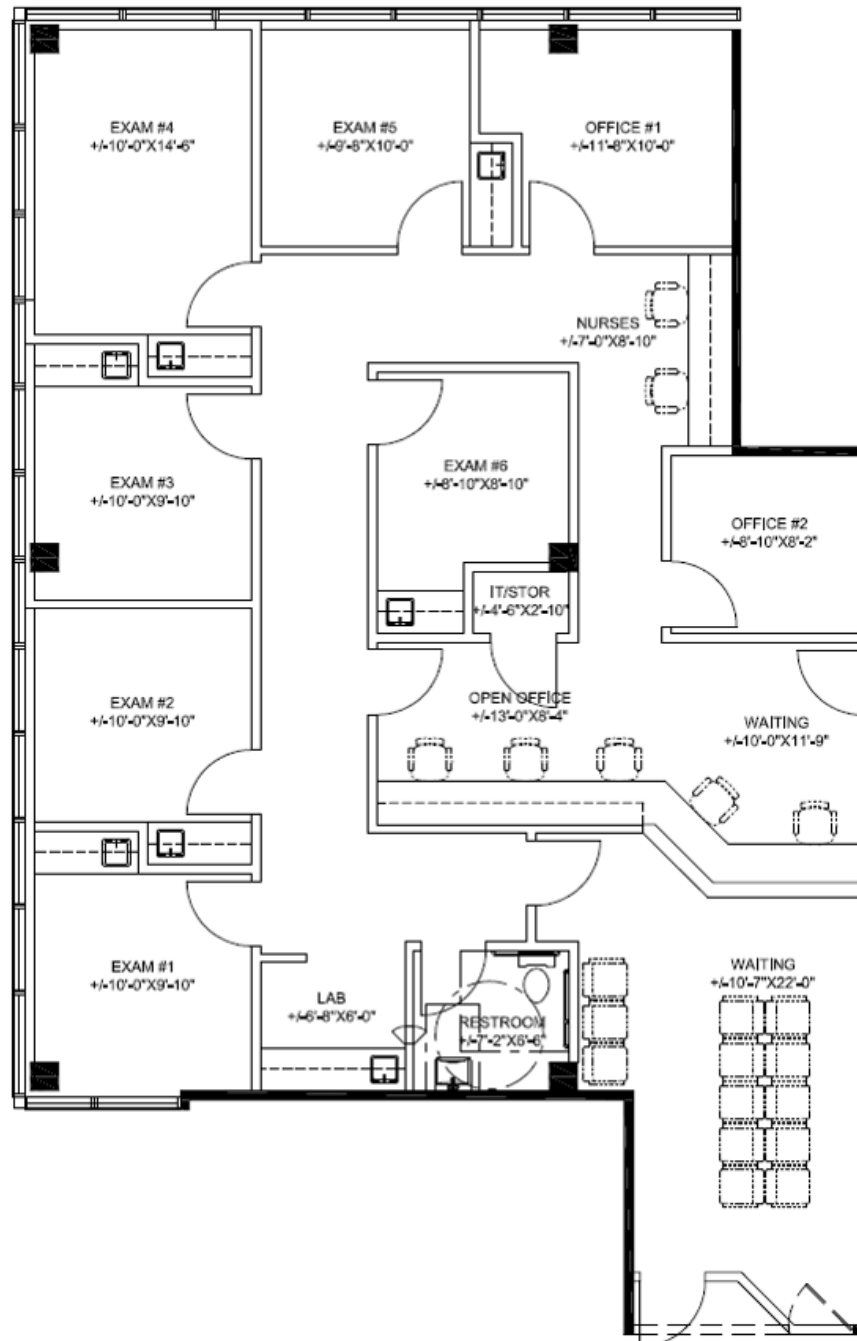 EXAM #4
+/-10'-0"X14'-6"
EXAM #5
+/-9'-8"X10'-0"
OFFICE #1
+/-11'-8"X10'-0"
NURSES
+/-7'-0"X8'-10"
EXAM #3
+/-10'-0"X9'-10"
EXAM #6
+/-8'-10"X8'-10"
OFFICE #2
+/-8'-10"X8'-2"
IT/STOR
+/-4'-6"X2'-10"
EXAM #2
+/-10'-0"X9'-10"
OPEN OFFICE
+/-13'-0"X8'-4"
WAITING
+/-10'-0"X11'-9"
EXAM #1
+/-10'-0"X9'-10"
LAB
+/-6'-8"X6'-0"
RESTROOM
+/-7'-2"X6'-6"
WAITING
+/-10'-7"X22'-0"